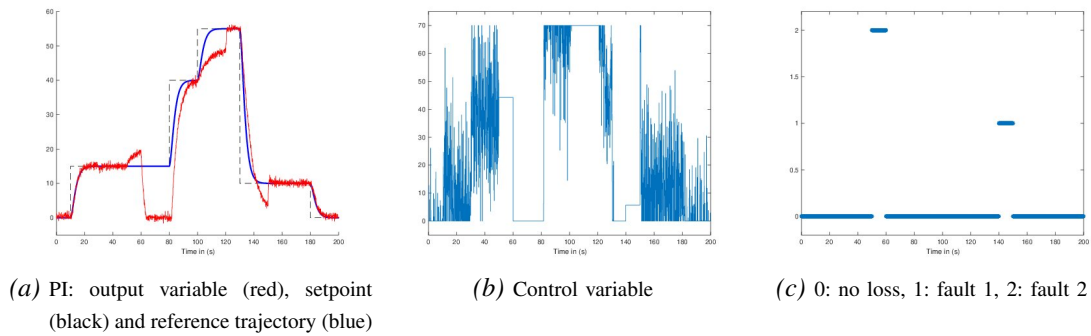 60
50
40
30
20
10
0
0 20 40 60 80 100 120 140 160 180 200
Time in (s)
70
60
50
40
30
20
10
0
0 20 40 60 80 100 120 140 160 180 200
Time in (s)
2
1.5
1
0.5
0
0 20 40 60 80 100 120 140 160 180 200
Time in (s)
(a) PI: output variable (red), setpoint
(black) and reference trajectory (blue)
(b) Control variable
(c) 0: no loss, 1: fault 1, 2: fault 2